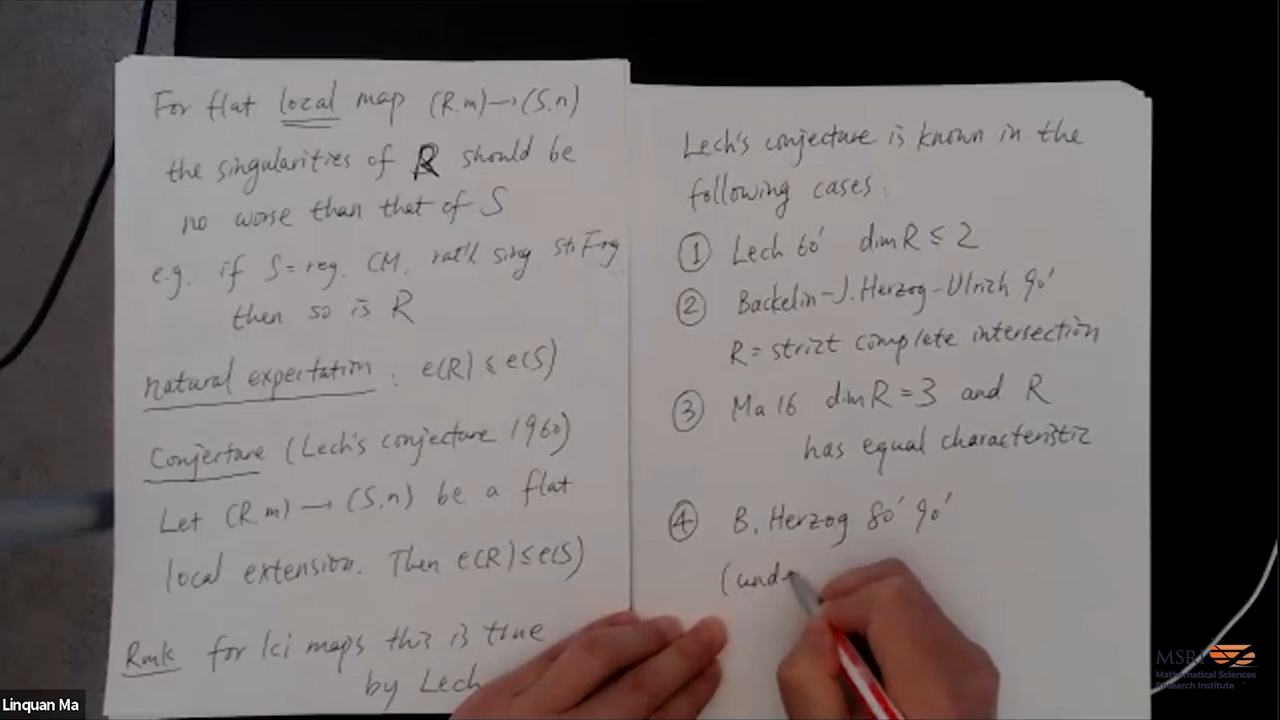 For flat local map (R.m)→(S.n)
the singularities of R should be
no worse than that of S
e.g. if S=reg. CM, rat'l sing str F-reg
then so is R
natural expectation : e(R) ≤ e(S)
Conjecture (Lech's conjecture 1960)
Let (R.m) → (S.n) be a flat
local extension. Then e(R) ≤ e(S)
Rmk for lci maps this is true
by Lech
Lech's conjecture is known in the
following cases.
① Lech 60' dim R ≤ 2
② Backelin-J.Herzog-Ulrich 90'
R = strict complete intersection
③ Ma 16 dim R = 3 and R
has equal characteristic
④ B. Herzog 80' 90'
(unde
MSRI
Mathematical Sciences
Research Institute
Linquan Ma